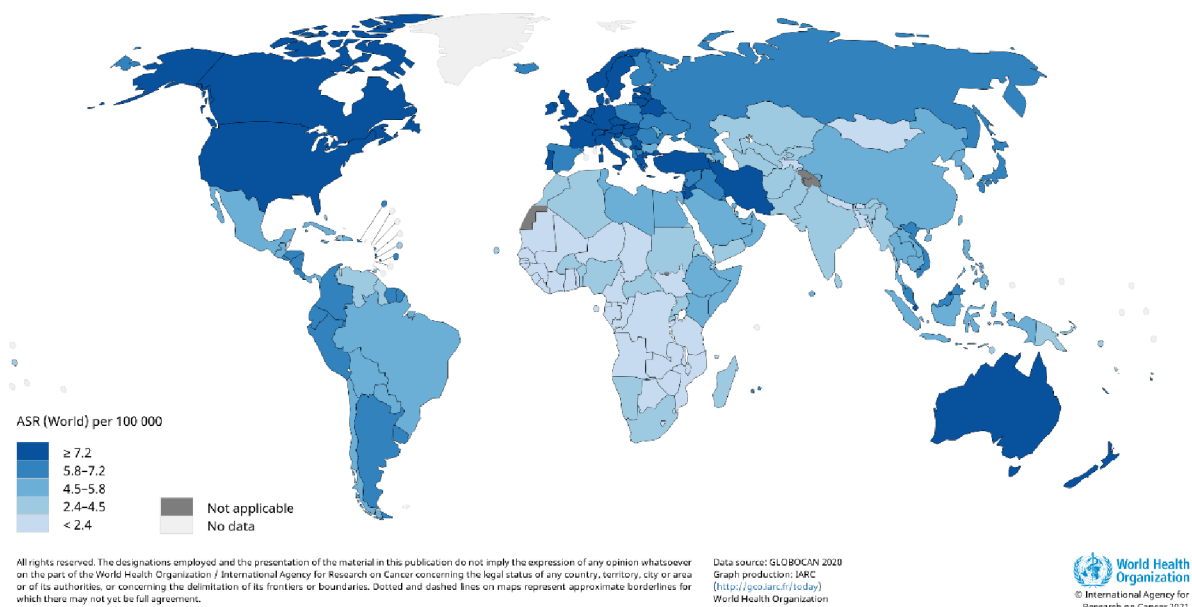 ASR (World) per 100 000
≥ 7.2
5.8–7.2
4.5–5.8
2.4–4.5
< 2.4
Not applicable
No data
All rights reserved. The designations employed and the presentation of the material in this publication do not imply the expression of any opinion whatsoever
on the part of the World Health Organization / International Agency for Research on Cancer concerning the legal status of any country, territory, city or area
or of its authorities, or concerning the delimitation of its frontiers or boundaries. Dotted and dashed lines on maps represent approximate borderlines for
which there may not yet be full agreement.
Data source: GLOBOCAN 2020
Graph production: IARC
(http://gco.iarc.fr/today)
World Health Organization
World Health
Organization
© International Agency for
Research on Cancer 2021